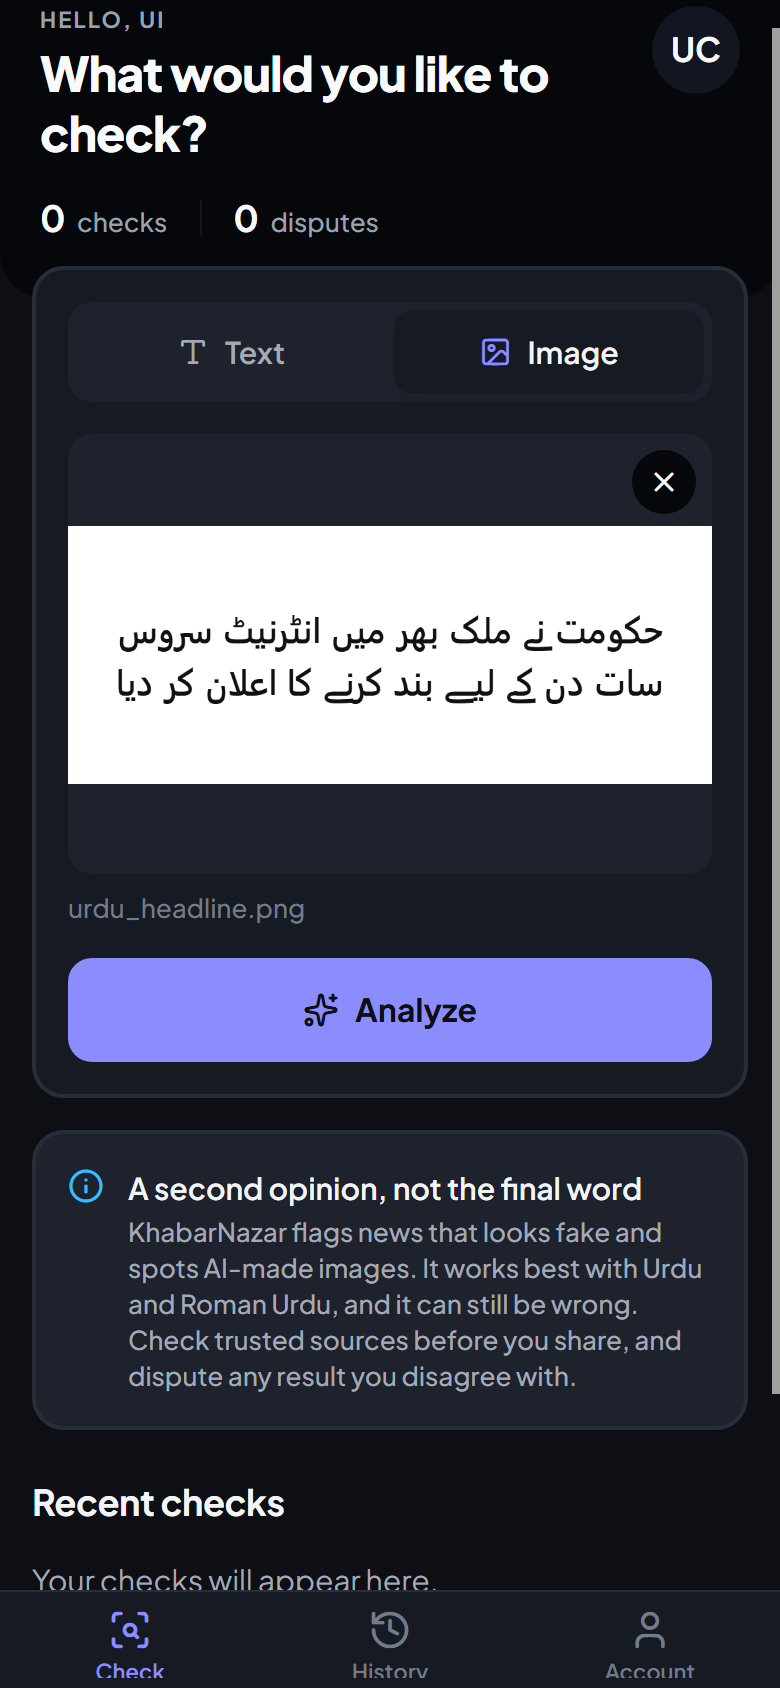 HELLO, UI
What would you like to
check?
UC
0 checks
0 disputes
Text
Image
حکومت نے ملک بھر میں انٹرنیٹ سروس
سات دن کے لیے بند کرنے کا اعلان کر دیا
urdu_headline.png
Analyze
A second opinion, not the final word
KhabarNazar flags news that looks fake and
spots AI-made images. It works best with Urdu
and Roman Urdu, and it can still be wrong.
Check trusted sources before you share, and
dispute any result you disagree with.
Recent checks
Your checks will appear here.
Check
History
Account